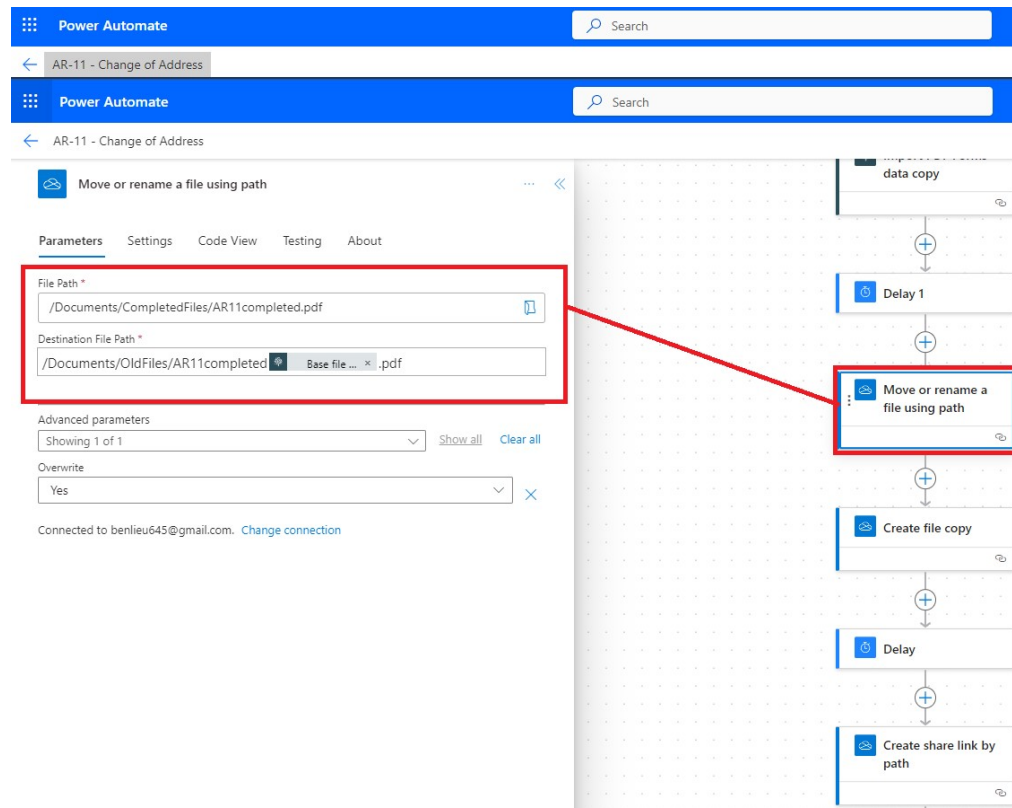 Power Automate
Search
AR-11 - Change of Address
Power Automate
Search
AR-11 - Change of Address
Move or rename a file using path
Parameters Settings Code View Testing About
File Path *
/Documents/CompletedFiles/AR11completed.pdf
Destination File Path *
/Documents/OldFiles/AR11completed Base file ... × .pdf
Advanced parameters
Showing 1 of 1 Show all Clear all
Overwrite
Yes
Connected to benlieu645@gmail.com. Change connection
data copy
Delay 1
Move or rename a
file using path
Create file copy
Delay
Create share link by
path